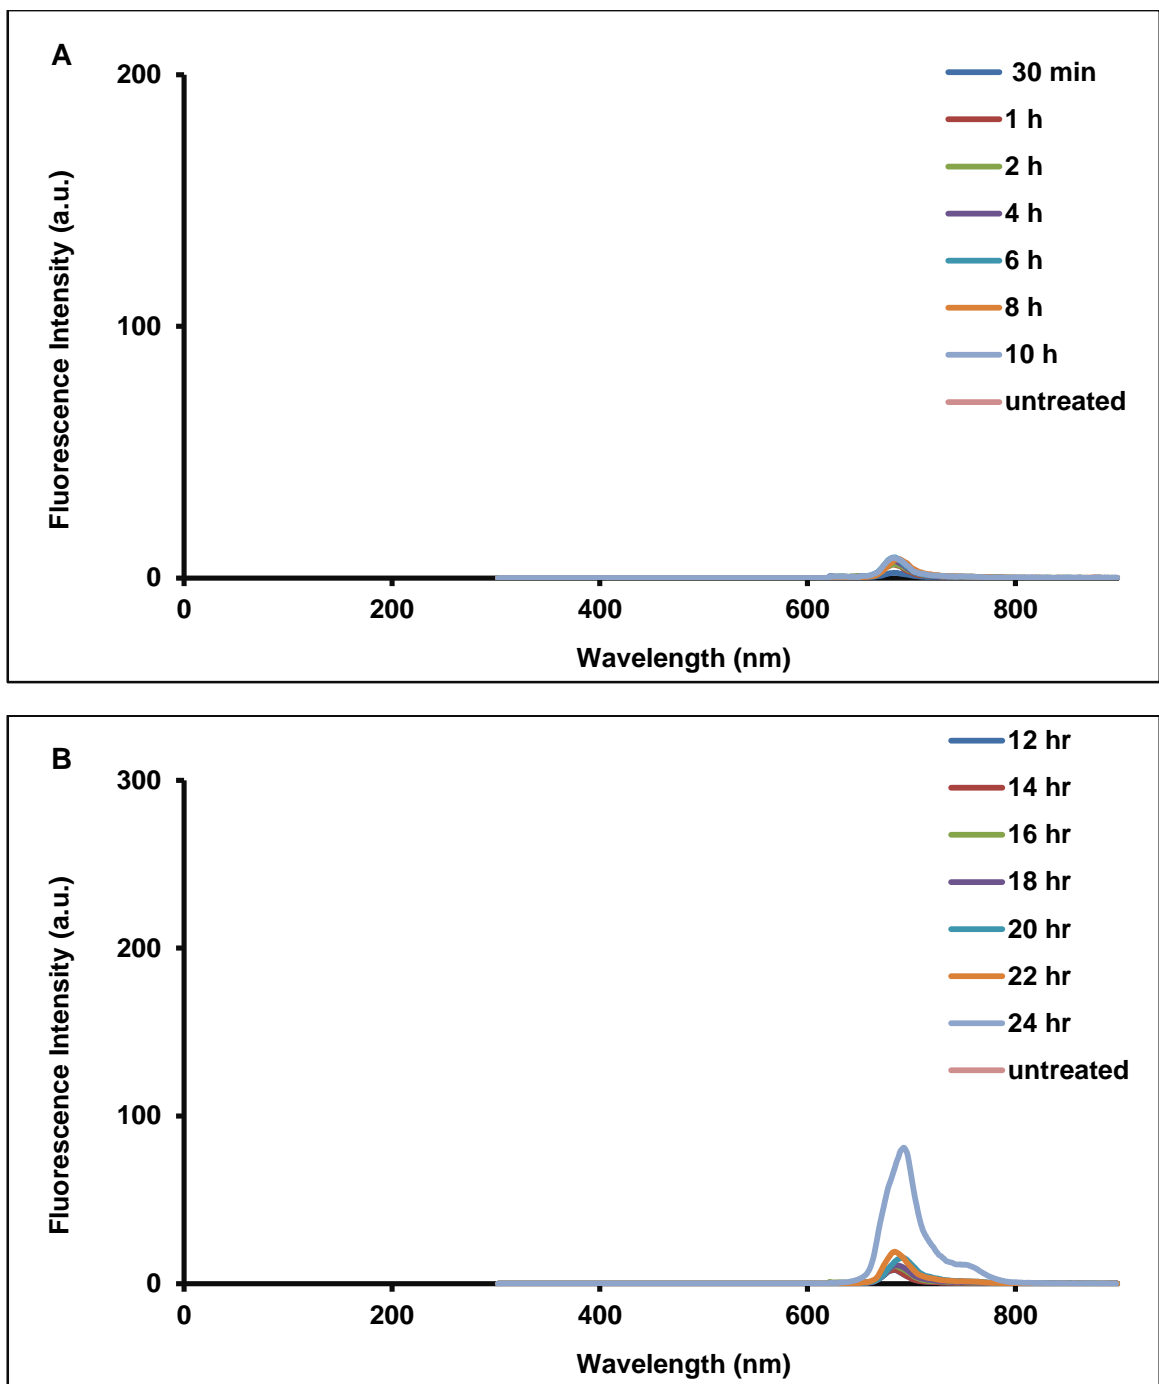 A
200
100
0
Fluorescence Intensity (a.u.)
0 200 400 600 800
Wavelength (nm)
30 min
1 h
2 h
4 h
6 h
8 h
10 h
untreated
B
300
200
100
0
Fluorescence Intensity (a.u.)
0 200 400 600 800
Wavelength (nm)
12 hr
14 hr
16 hr
18 hr
20 hr
22 hr
24 hr
untreated